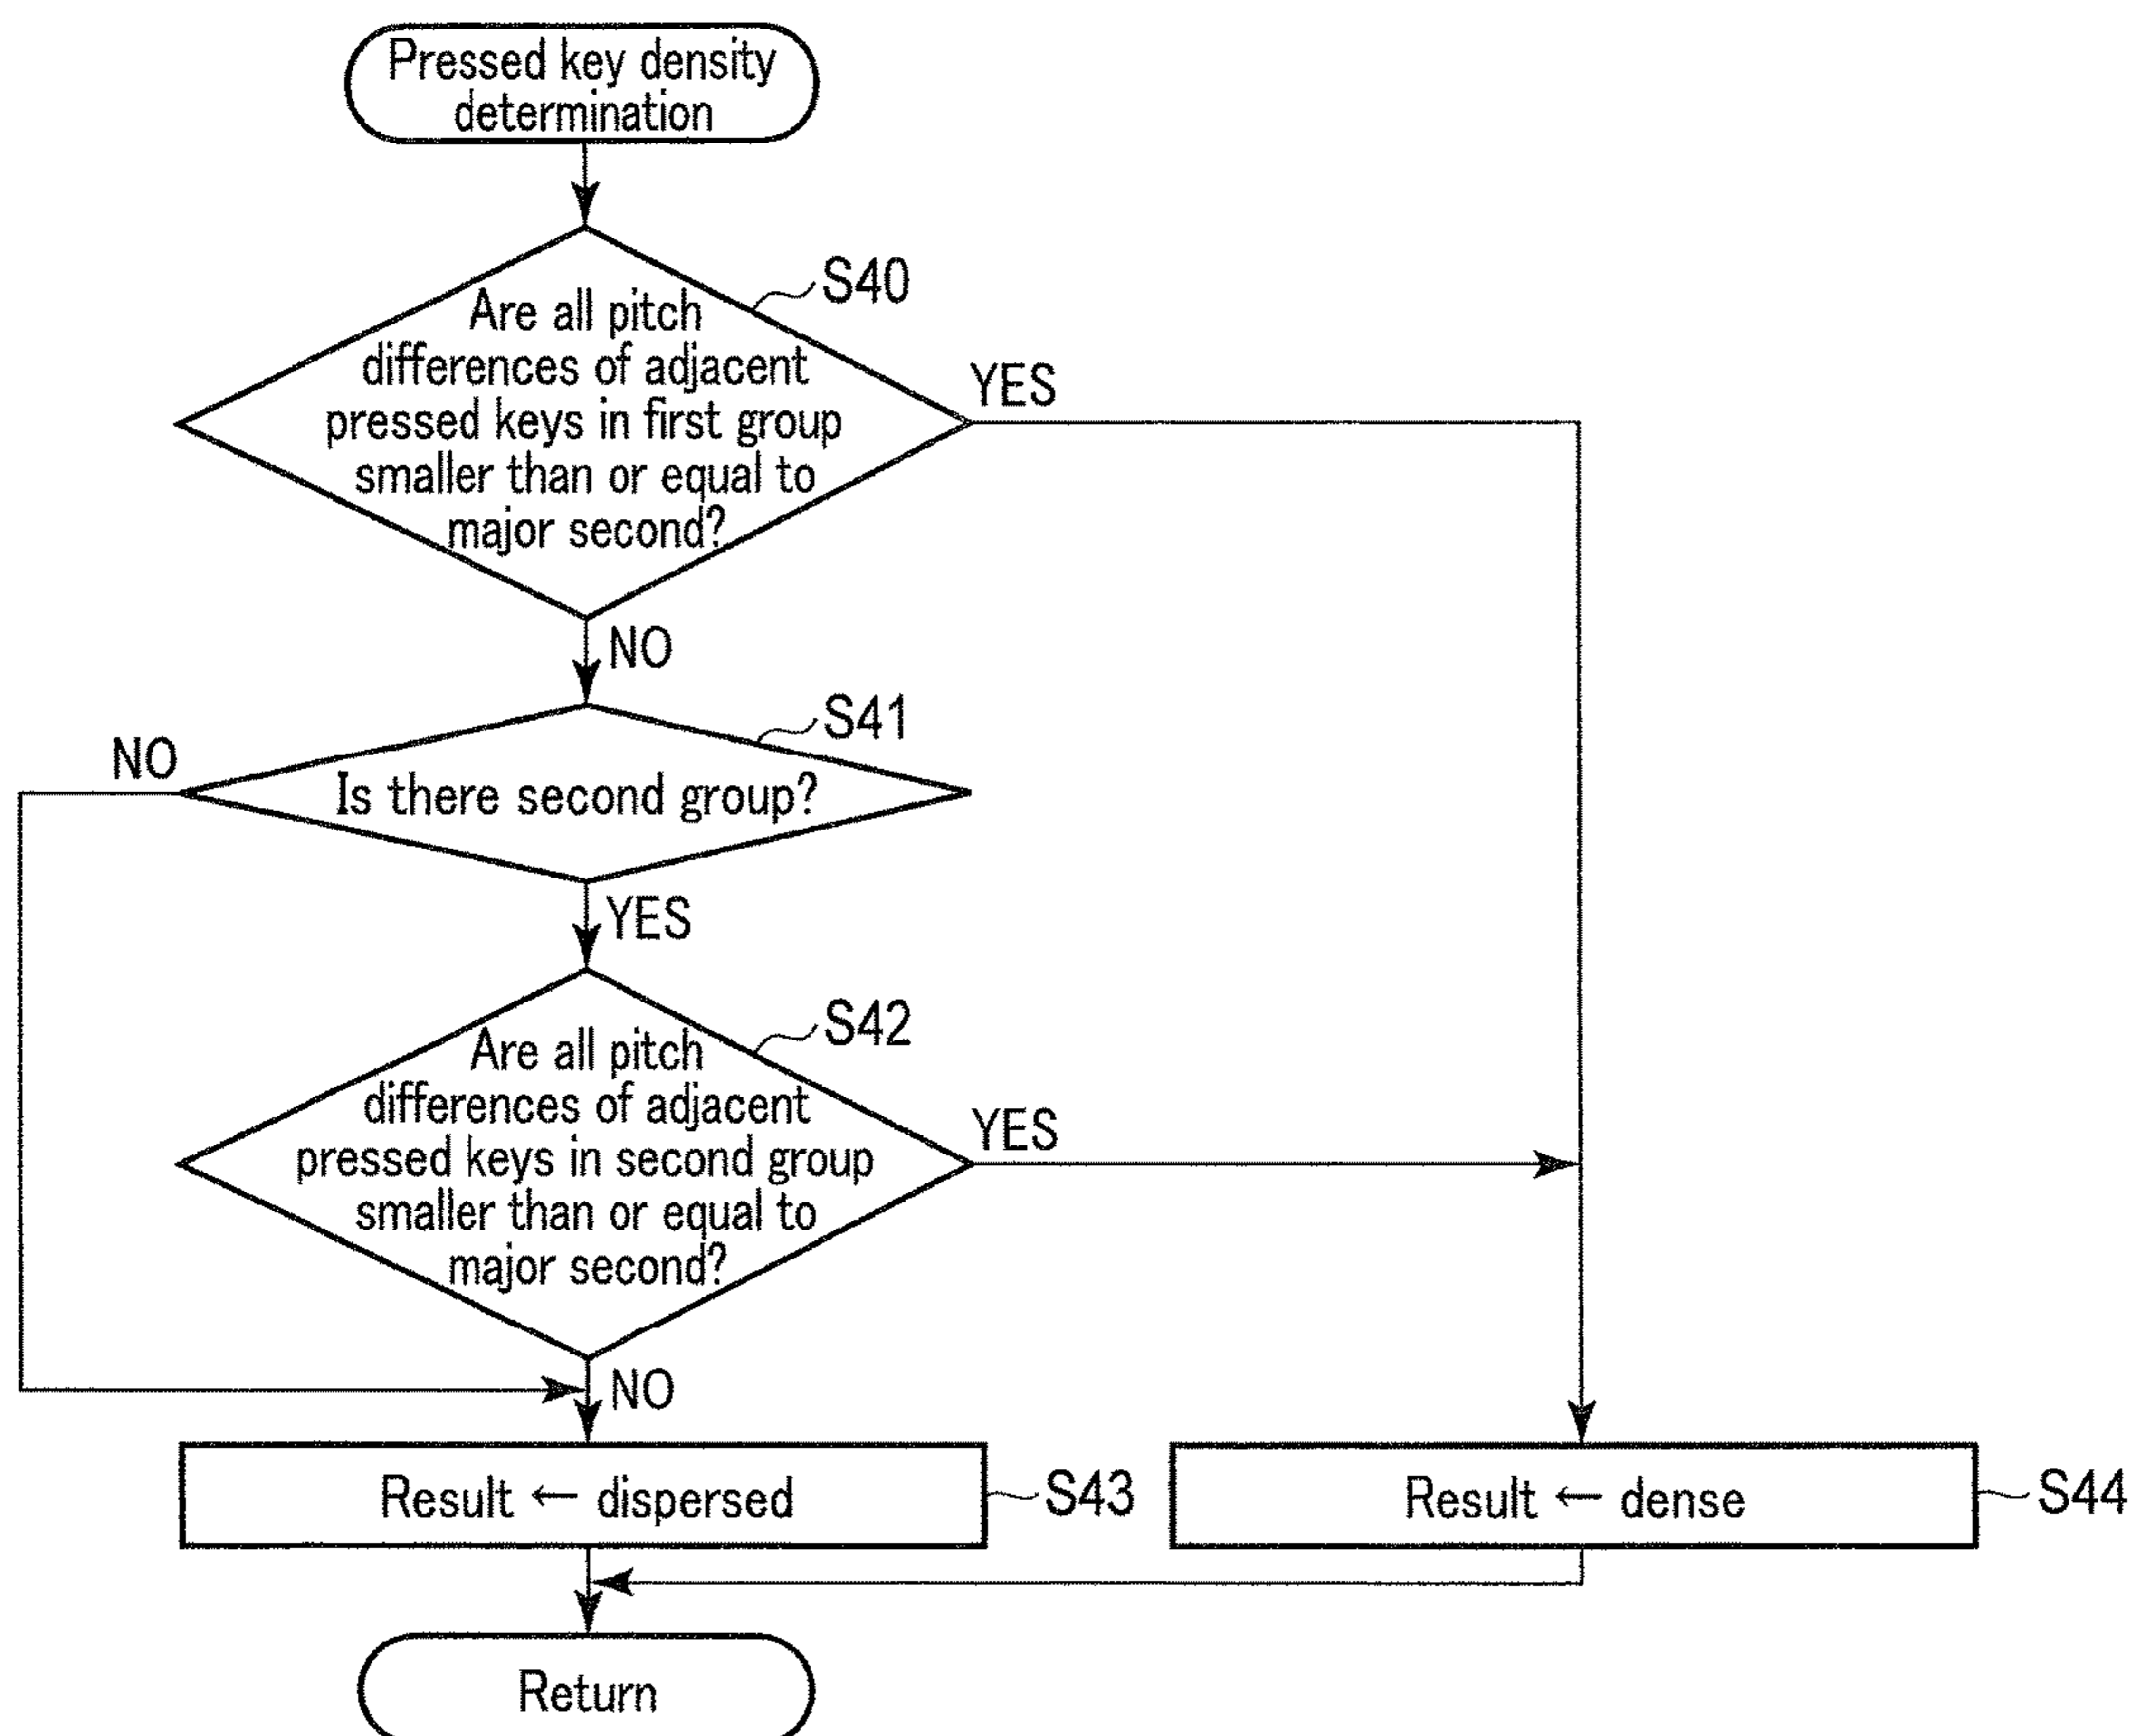 Pressed key density
determination
S40
Are all pitch
differences of adjacent
pressed keys in first group
smaller than or equal to
major second?
YES
NO
S41
NO
Is there second group?
YES
S42
Are all pitch
differences of adjacent
pressed keys in second group
smaller than or equal to
major second?
YES
NO
Result ← dispersed
S43
Result ← dense
S44
Return